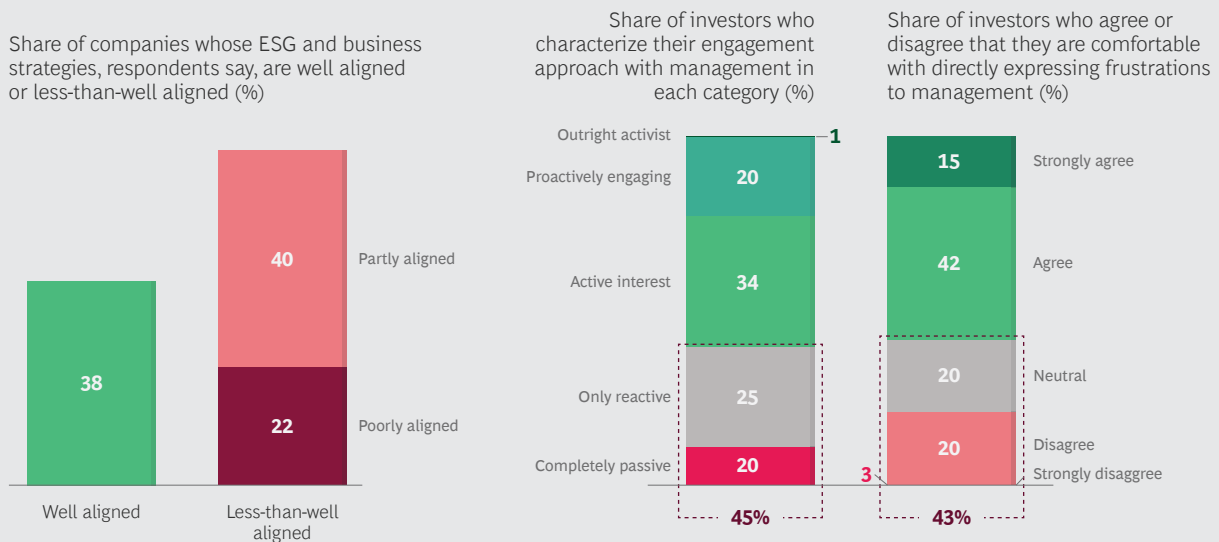 Share of companies whose ESG and business
strategies, respondents say, are well aligned
or less-than-well aligned (%)
38
40
Partly aligned
22
Poorly aligned
Well aligned
Less-than-well
aligned
Share of investors who
characterize their engagement
approach with management in
each category (%)
Outright activist
1
Proactively engaging
20
Active interest
34
Only reactive
25
Completely passive
20
45%
Share of investors who agree or
disagree that they are comfortable
with directly expressing frustrations
to management (%)
15
Strongly agree
42
Agree
20
Neutral
20
Disagree
3
Strongly disaggree
43%